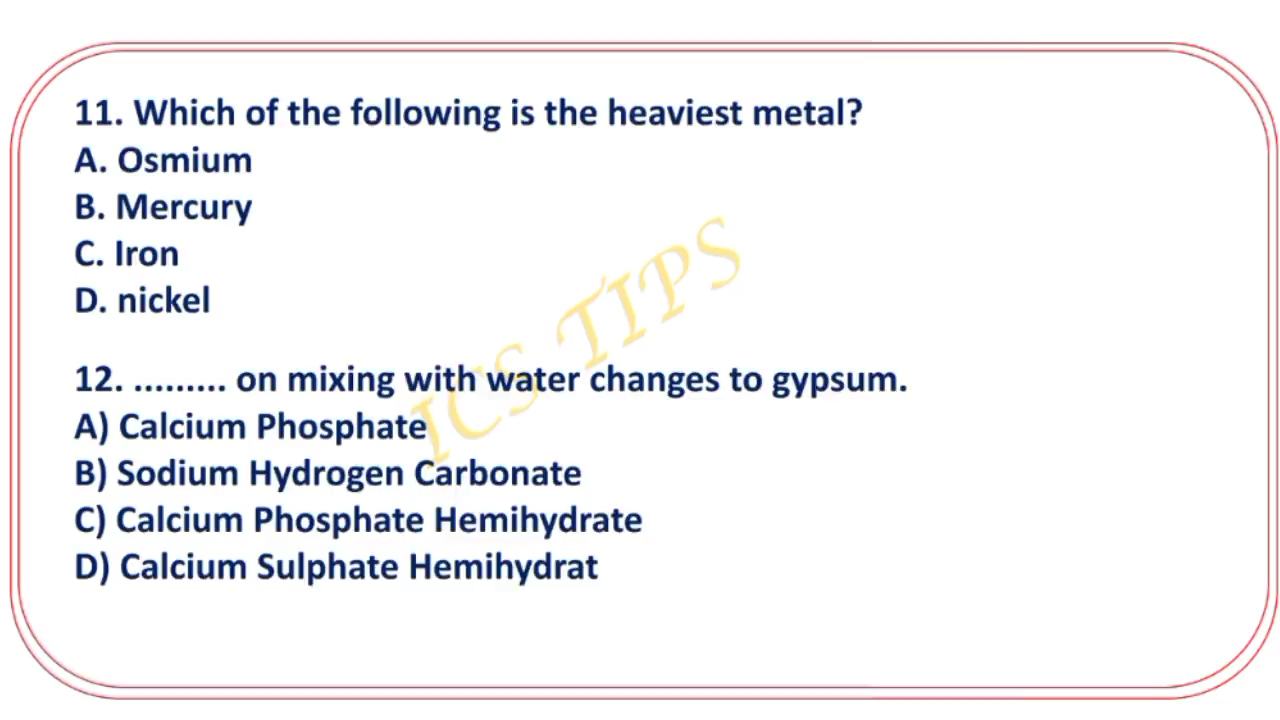 11. Which of the following is the heaviest metal?
A. Osmium
B. Mercury
C. Iron
D. nickel
ICS TIPS
12. ......... on mixing with water changes to gypsum.
A) Calcium Phosphate
B) Sodium Hydrogen Carbonate
C) Calcium Phosphate Hemihydrate
D) Calcium Sulphate Hemihydrat